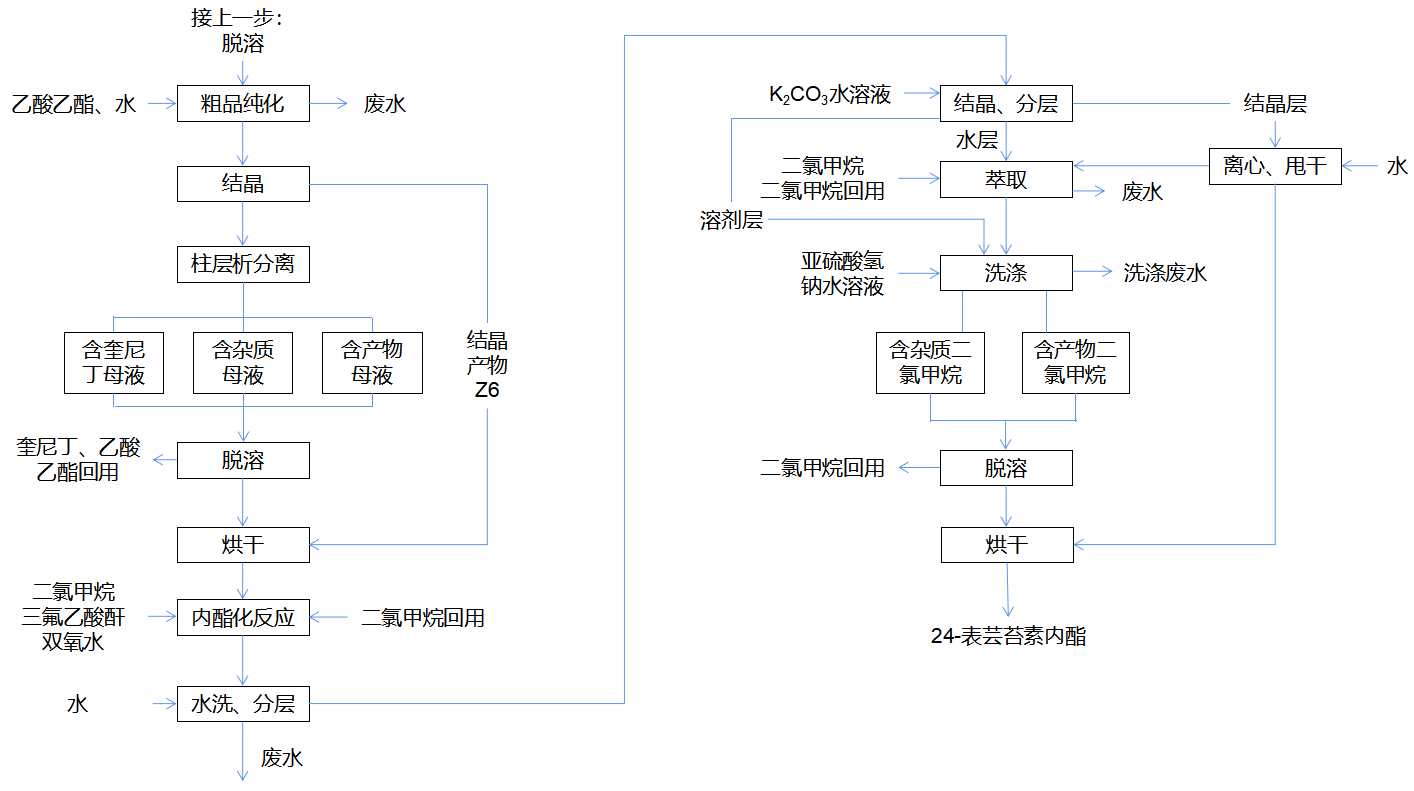 接上一步：
脱溶
乙酸乙酯、水
粗品纯化
废水
结晶
柱层析分离
含奎尼
丁母液
含杂质
母液
含产物
母液
结晶
产物
Z6
奎尼丁、乙酸
乙酯回用
脱溶
烘干
二氯甲烷
三氟乙酸酐
双氧水
内酯化反应
二氯甲烷回用
水
水洗、分层
废水
K₂CO₃水溶液
结晶、分层
结晶层
水层
二氯甲烷
二氯甲烷回用
萃取
离心、甩干
水
废水
溶剂层
亚硫酸氢
钠水溶液
洗涤
洗涤废水
含杂质二
氯甲烷
含产物二
氯甲烷
二氯甲烷回用
脱溶
烘干
24-表芸苔素内酯